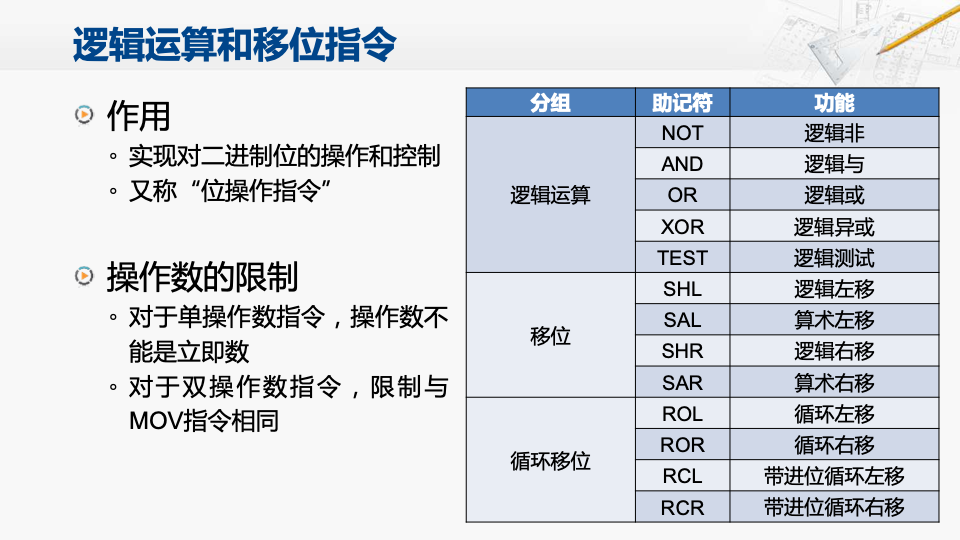 逻辑运算和移位指令
作用
实现对二进制位的操作和控制
又称“位操作指令”
操作数的限制
对于单操作数指令，操作数不
能是立即数
对于双操作数指令，限制与
MOV指令相同
分组 助记符 功能
逻辑运算
NOT 逻辑非
AND 逻辑与
OR 逻辑或
XOR 逻辑异或
TEST 逻辑测试
移位
SHL 逻辑左移
SAL 算术左移
SHR 逻辑右移
SAR 算术右移
循环移位
ROL 循环左移
ROR 循环右移
RCL 带进位循环左移
RCR 带进位循环右移